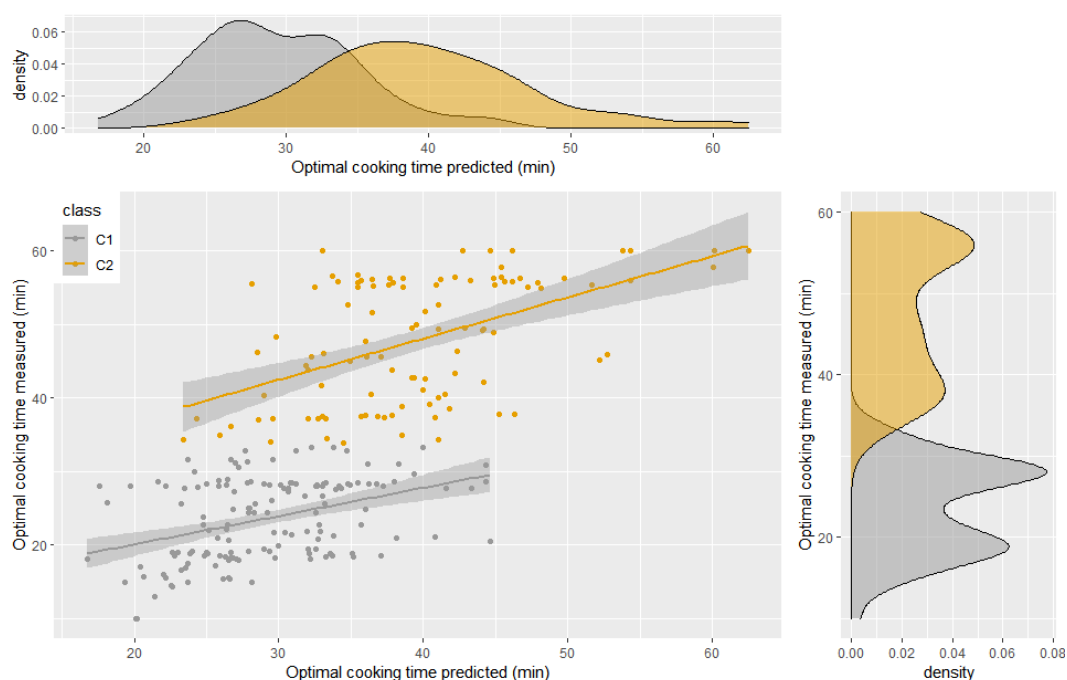 density
0.06
0.04
0.02
0.00
20 30 40 50 60
Optimal cooking time predicted (min)
class
C1
C2
Optimal cooking time measured (min)
60
40
20
20 30 40 50 60
Optimal cooking time predicted (min)
Optimal cooking time measured (min)
60
40
20
0.00 0.02 0.04 0.06 0.08
density